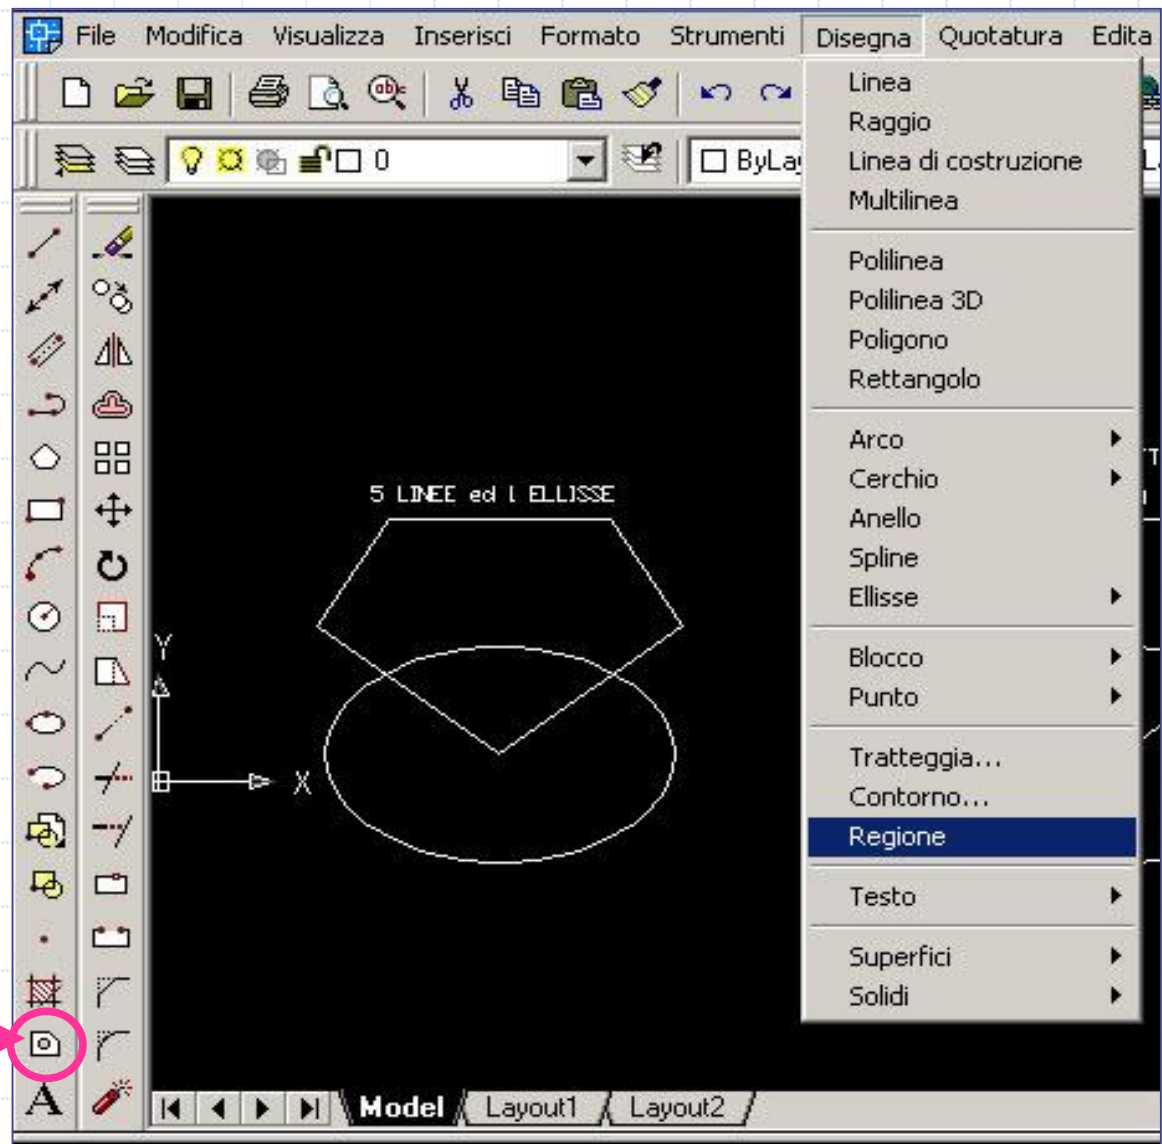 File Modifica Visualizza Inserisci Formato Strumenti Disegna Quotatura Edita
0
ByLay
Linea
Raggio
Linea di costruzione
Multilinea
Polilinea
Polilinea 3D
Poligono
Rettangolo
Arco
Cerchio
Anello
Spline
Ellisse
Blocco
Punto
Tratteggia...
Contorno...
Regione
Testo
Superfici
Solidi
5 LINEE ed 1 ELLISSE
Y
X
A
Model Layout1 Layout2